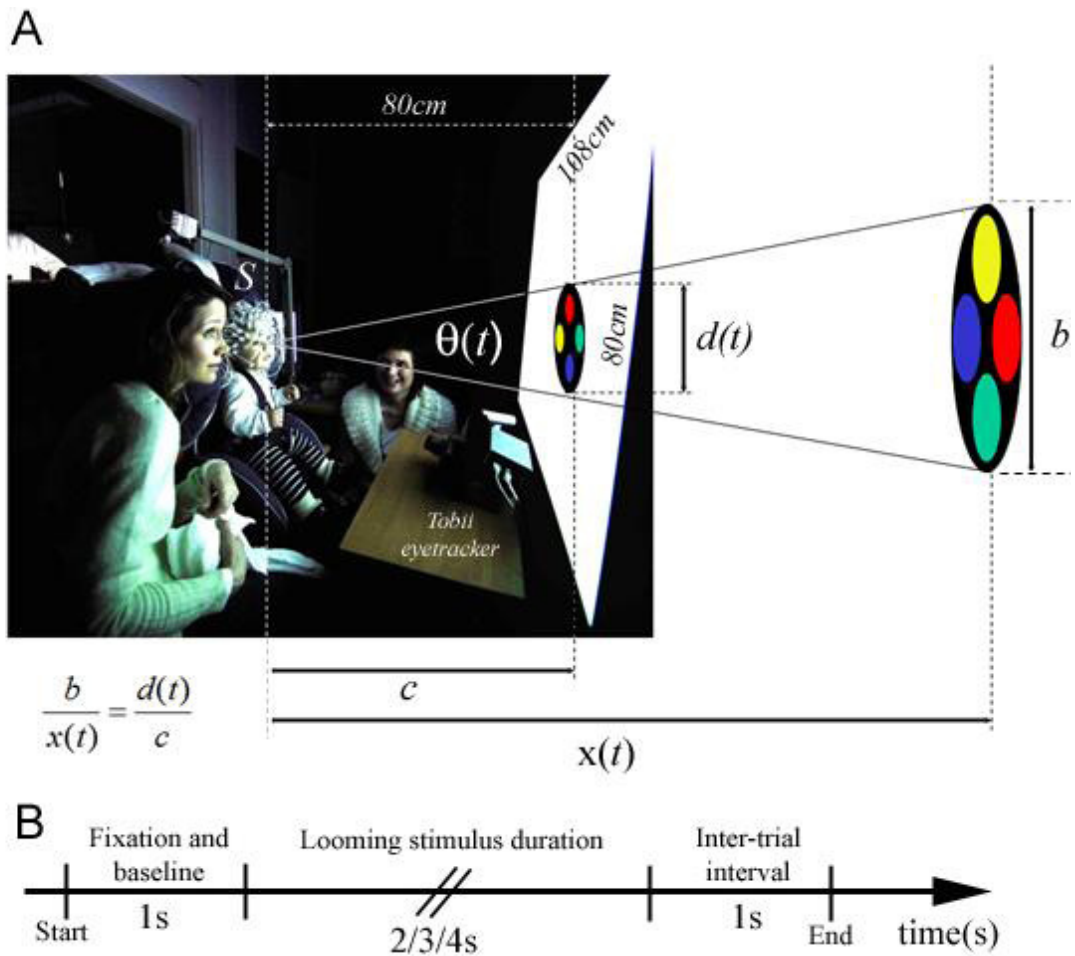 A
80cm
108cm
S
θ(t)
80cm
d(t)
b
Tobii
eyetracker
c
b/x(t) = d(t)/c
x(t)
B
Fixation and
baseline
Looming stimulus duration
Inter-trial
interval
Start
1s
2/3/4s
1s
End
time(s)